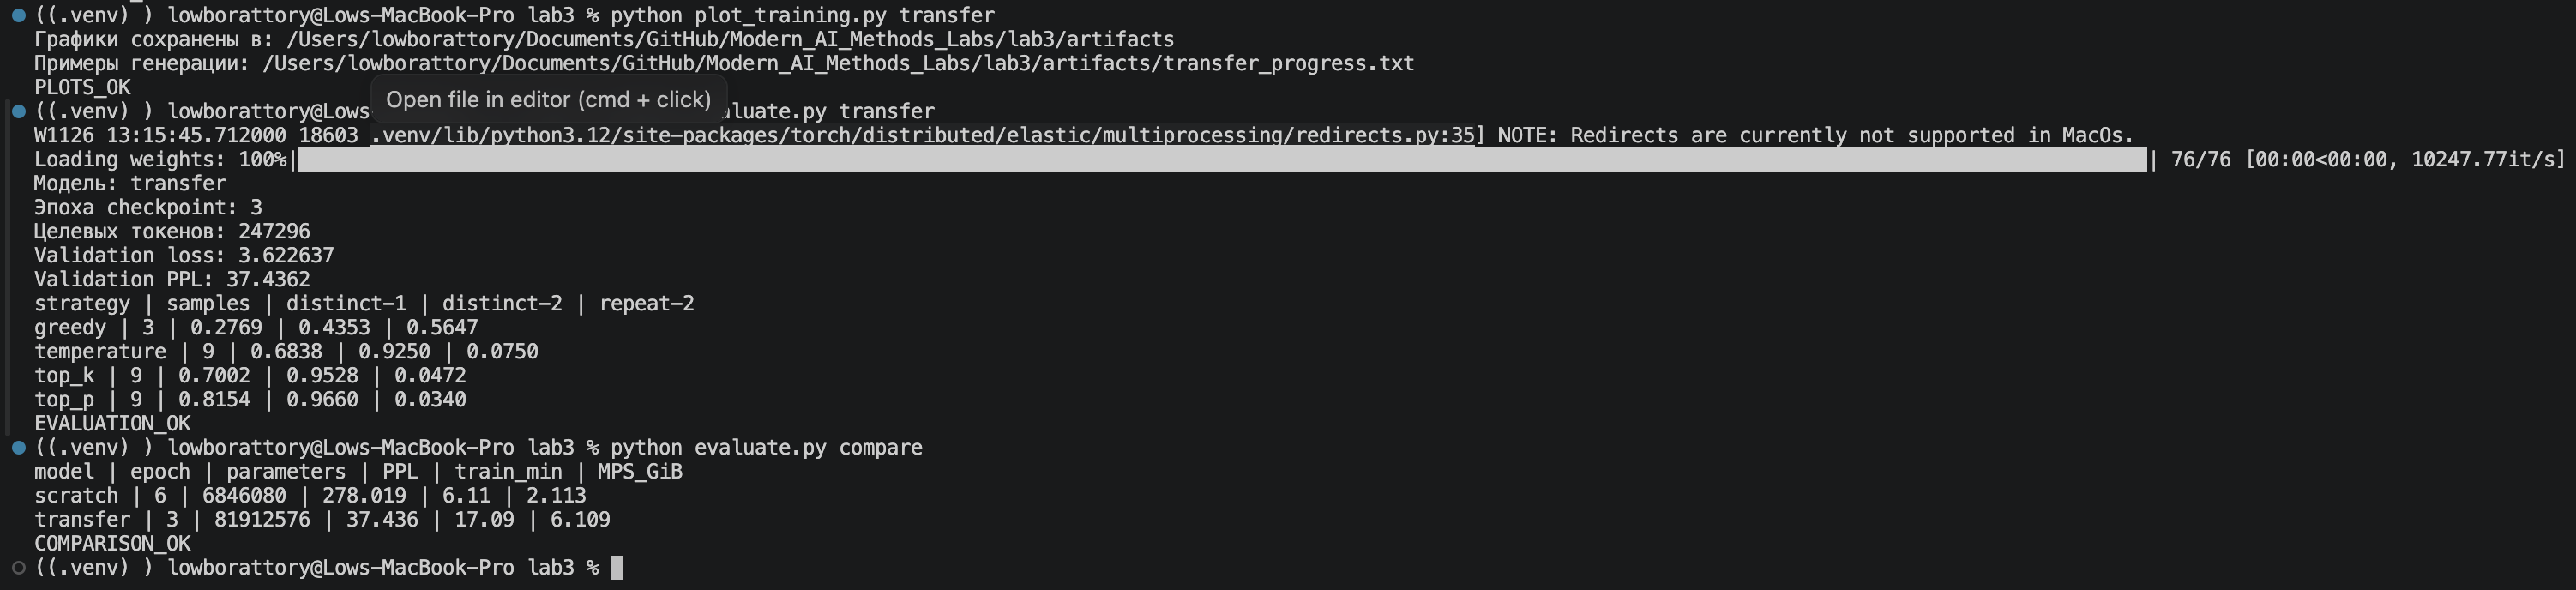 ((.venv) ) lowborattory@Lows-MacBook-Pro lab3 % python plot_training.py transfer
Графики сохранены в: /Users/lowborattory/Documents/GitHub/Modern_AI_Methods_Labs/lab3/artifacts
Примеры генерации: /Users/lowborattory/Documents/GitHub/Modern_AI_Methods_Labs/lab3/artifacts/transfer_progress.txt
PLOTS_OK
Open file in editor (cmd + click)
((.venv) ) lowborattory@Lows luate.py transfer
W1126 13:15:45.712000 18603 .venv/lib/python3.12/site-packages/torch/distributed/elastic/multiprocessing/redirects.py:35] NOTE: Redirects are currently not supported in MacOs.
Loading weights: 100%| | 76/76 [00:00<00:00, 10247.77it/s]
Модель: transfer
Эпоха checkpoint: 3
Целевых токенов: 247296
Validation loss: 3.622637
Validation PPL: 37.4362
strategy | samples | distinct-1 | distinct-2 | repeat-2
greedy | 3 | 0.2769 | 0.4353 | 0.5647
temperature | 9 | 0.6838 | 0.9250 | 0.0750
top_k | 9 | 0.7002 | 0.9528 | 0.0472
top_p | 9 | 0.8154 | 0.9660 | 0.0340
EVALUATION_OK
((.venv) ) lowborattory@Lows-MacBook-Pro lab3 % python evaluate.py compare
model | epoch | parameters | PPL | train_min | MPS_GiB
scratch | 6 | 6846080 | 278.019 | 6.11 | 2.113
transfer | 3 | 81912576 | 37.436 | 17.09 | 6.109
COMPARISON_OK
((.venv) ) lowborattory@Lows-MacBook-Pro lab3 %